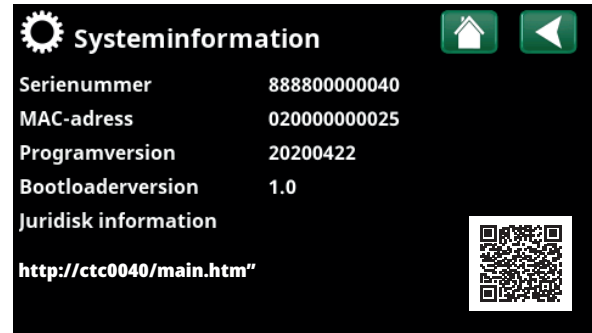 Systeminformation
Serienummer 888800000040
MAC-adress 020000000025
Programversion 20200422
Bootloaderversion 1.0
Juridisk information
http://ctc0040/main.htm”